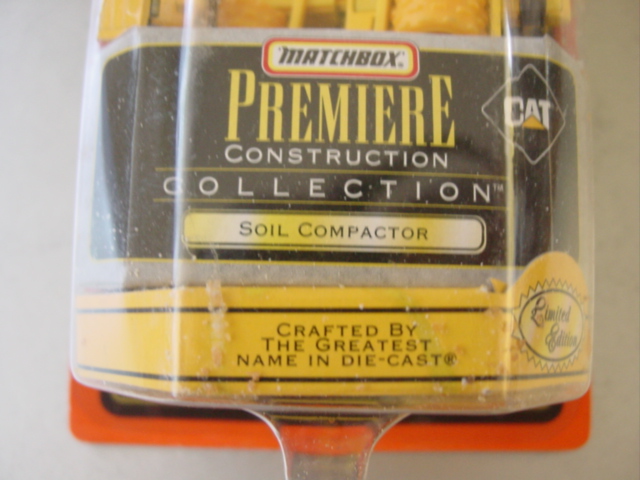 MATCHBOX
PREMIERE
CONSTRUCTION
COLLECTION™
CAT
SOIL COMPACTOR
CRAFTED BY
THE GREATEST
NAME IN DIE-CAST®
Limited
Edition